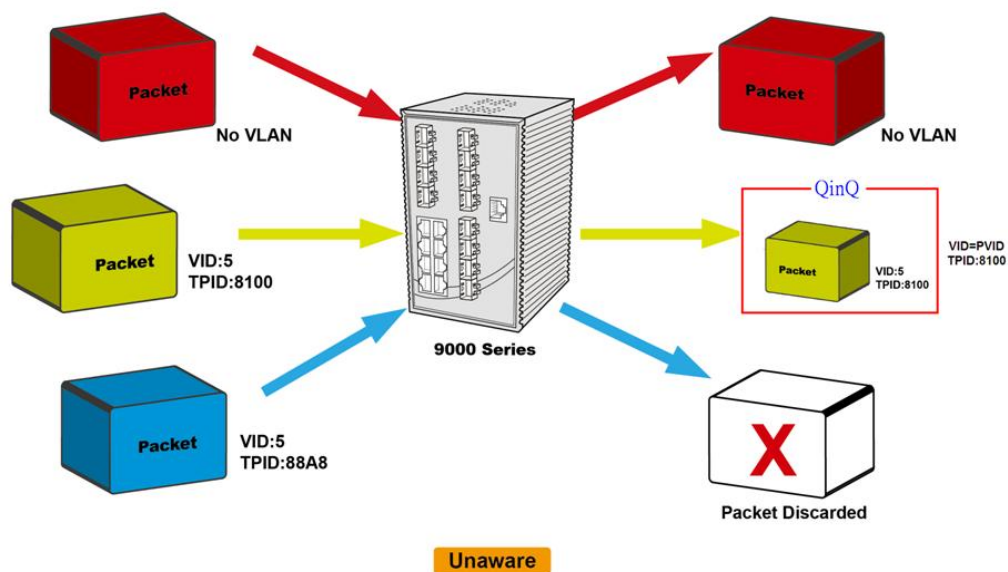 Packet
No VLAN
Packet
No VLAN
Packet
VID:5
TPID:8100
QinQ
Packet
VID:5
TPID:8100
VID=PVID
TPID:8100
9000 Series
Packet
VID:5
TPID:88A8
X
Packet Discarded
Unaware